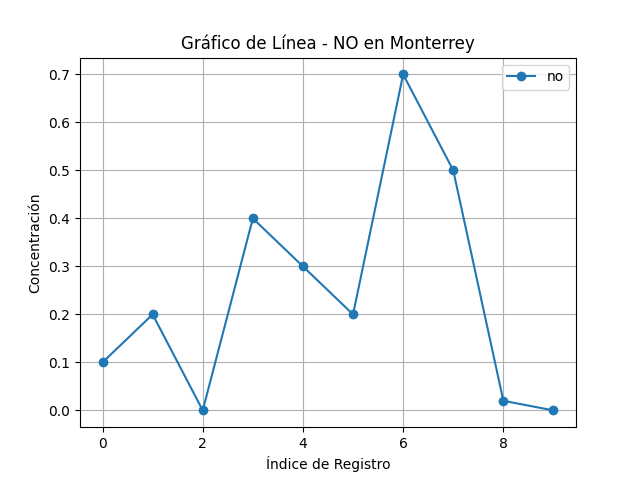 Gráfico de Línea - NO en Monterrey
no
Concentración
0.7
0.6
0.5
0.4
0.3
0.2
0.1
0.0
0 2 4 6 8
Índice de Registro